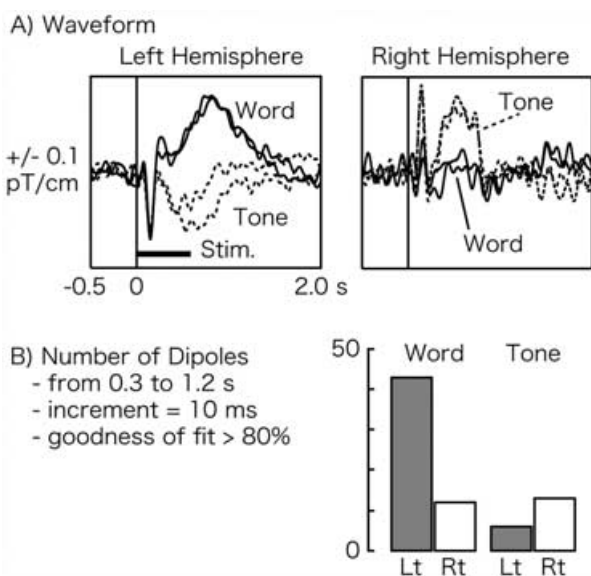 A) Waveform
Left Hemisphere
Right Hemisphere
Word
Tone
+/- 0.1
pT/cm
Tone
Word
Stim.
-0.5 0 2.0 s
B) Number of Dipoles
- from 0.3 to 1.2 s
- increment = 10 ms
- goodness of fit > 80%
50
Word Tone
0
Lt Rt Lt Rt